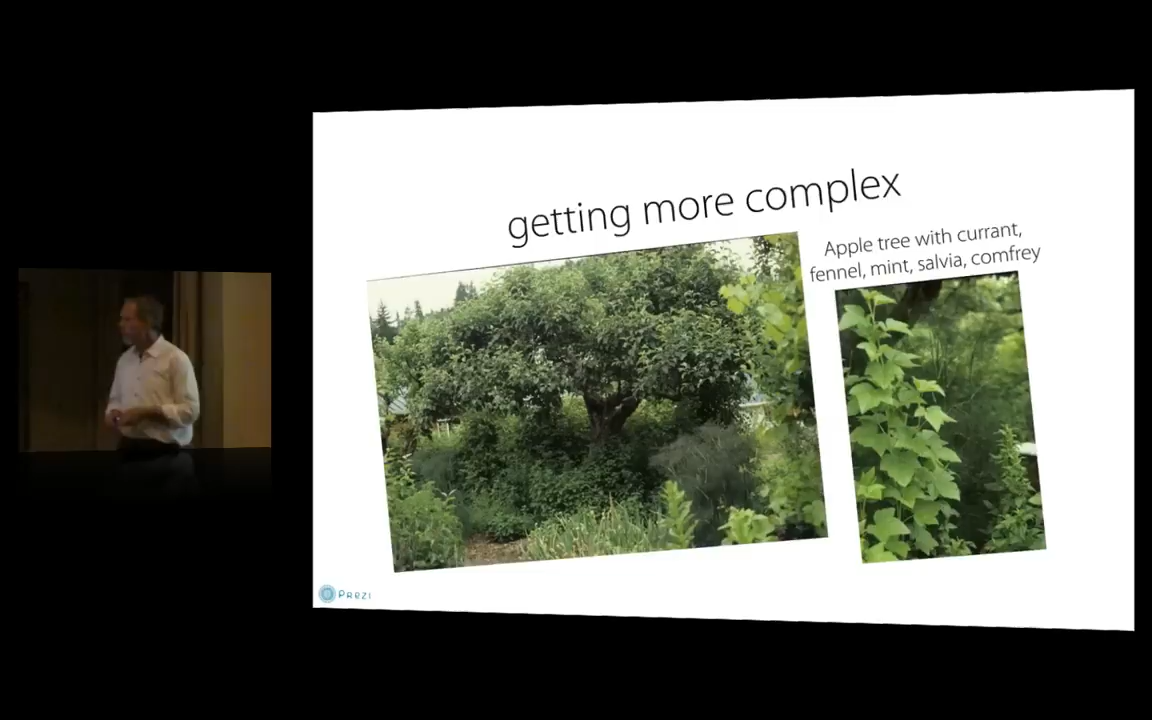 getting more complex
Apple tree with currant,
fennel, mint, salvia, comfrey
Prezi